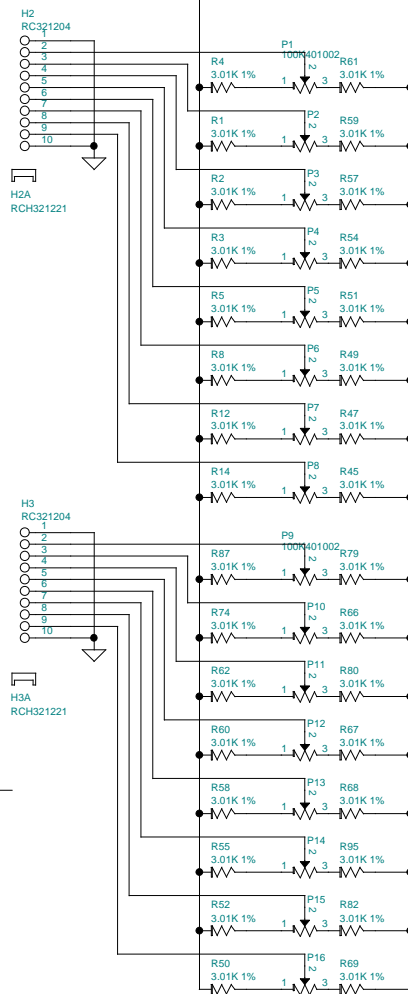 H2
RC321204
1
2
3
4
5
6
7
8
9
10
H2A
RCH321221
P1
100K401002
R4
3.01K 1%
1
2
3
R61
3.01K 1%
R1
3.01K 1%
P2
1
2
3
R59
3.01K 1%
R2
3.01K 1%
P3
1
2
3
R57
3.01K 1%
R3
3.01K 1%
P4
1
2
3
R54
3.01K 1%
R5
3.01K 1%
P5
1
2
3
R51
3.01K 1%
R8
3.01K 1%
P6
1
2
3
R49
3.01K 1%
R12
3.01K 1%
P7
1
2
3
R47
3.01K 1%
R14
3.01K 1%
P8
1
2
3
R45
3.01K 1%
H3
RC321204
1
2
3
4
5
6
7
8
9
10
H3A
RCH321221
P9
100K401002
R87
3.01K 1%
1
2
3
R79
3.01K 1%
R74
3.01K 1%
P10
1
2
3
R66
3.01K 1%
R62
3.01K 1%
P11
1
2
3
R80
3.01K 1%
R60
3.01K 1%
P12
1
2
3
R67
3.01K 1%
R58
3.01K 1%
P13
1
2
3
R68
3.01K 1%
R55
3.01K 1%
P14
1
2
3
R95
3.01K 1%
R52
3.01K 1%
P15
1
2
3
R82
3.01K 1%
R50
3.01K 1%
P16
1
2
3
R69
3.01K 1%